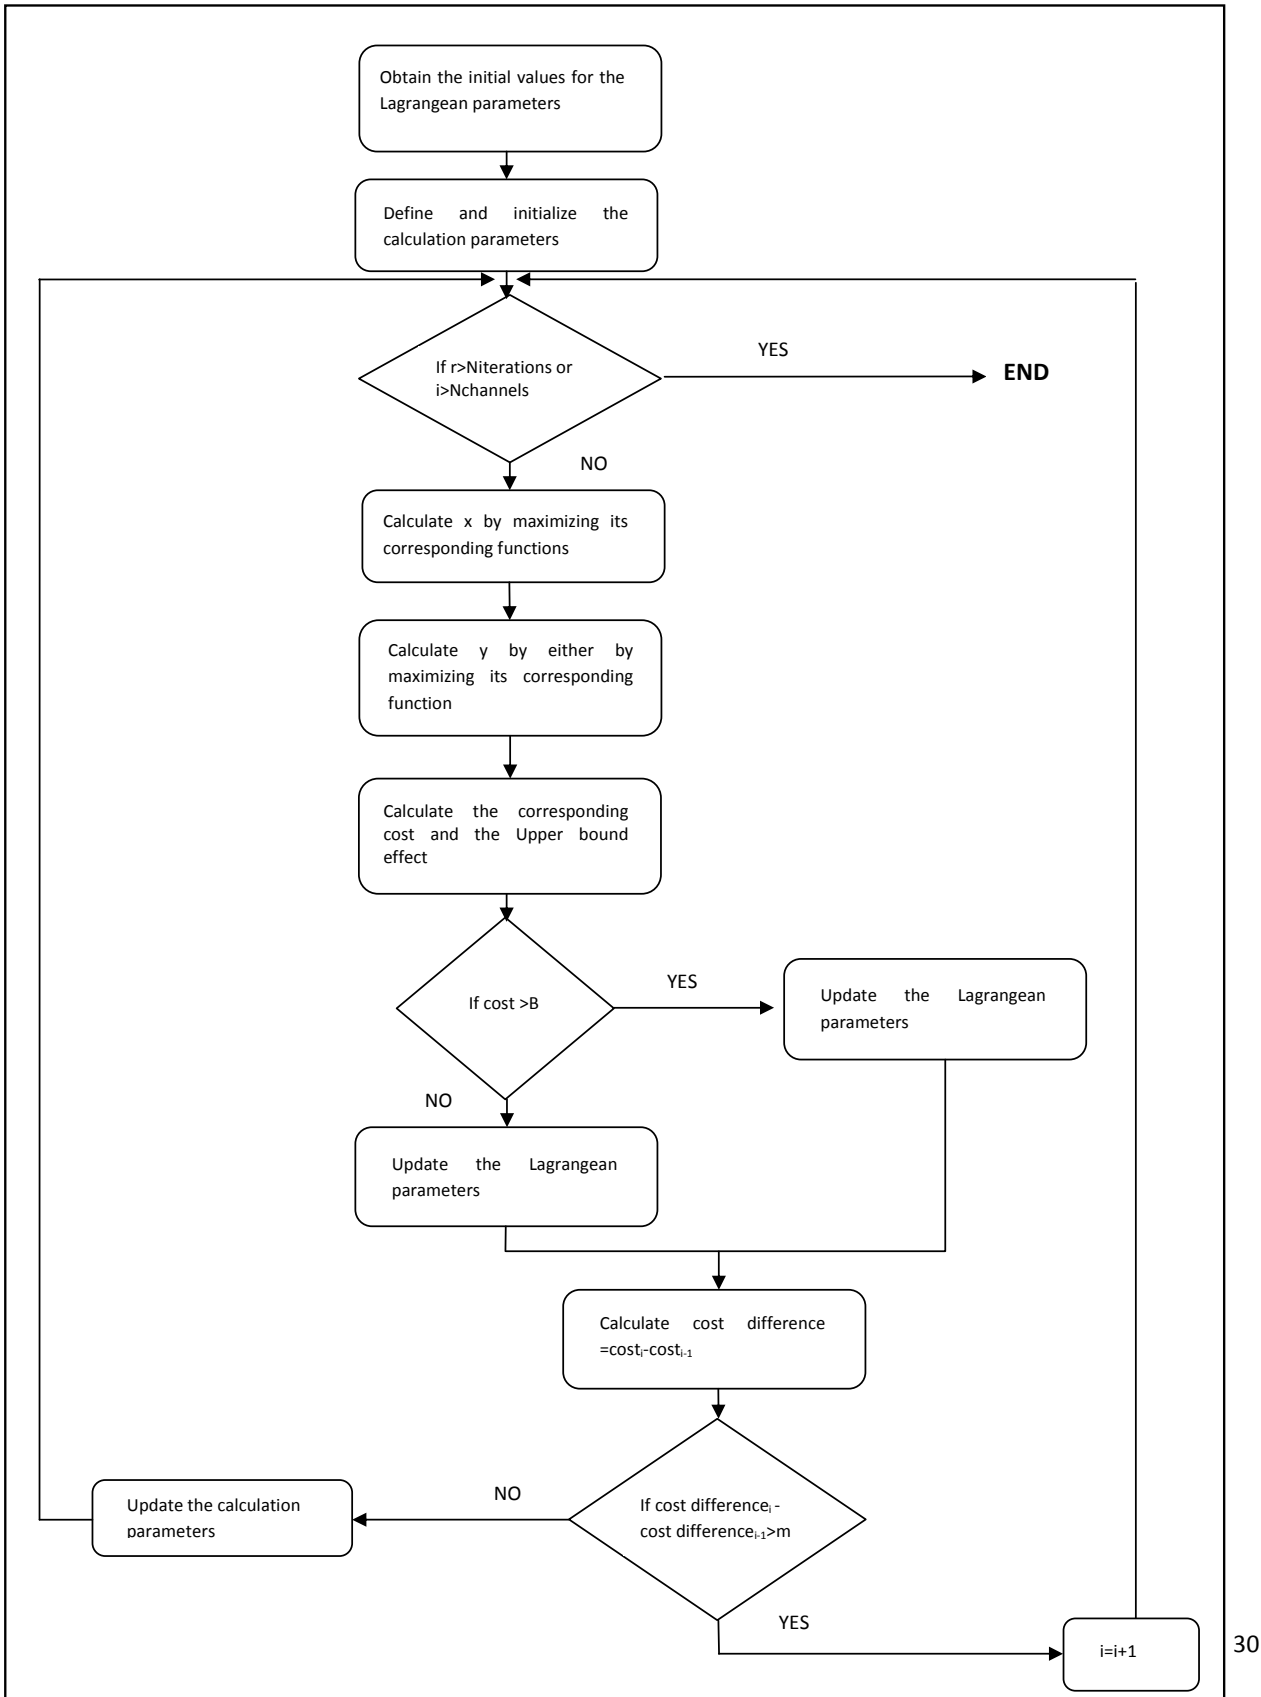 Obtain the initial values for the
Lagrangean parameters
Define and initialize the
calculation parameters
If r>Niterations or
i>Nchannels
YES
END
NO
Calculate x by maximizing its
corresponding functions
Calculate y by either by
maximizing its corresponding
function
Calculate the corresponding
cost and the Upper bound
effect
If cost >B
YES
Update the Lagrangean
parameters
NO
Update the Lagrangean
parameters
Calculate cost difference
=costᵢ-costᵢ₋₁
If cost differenceᵢ -
cost differenceᵢ₋₁>m
NO
Update the calculation
parameters
YES
i=i+1
30